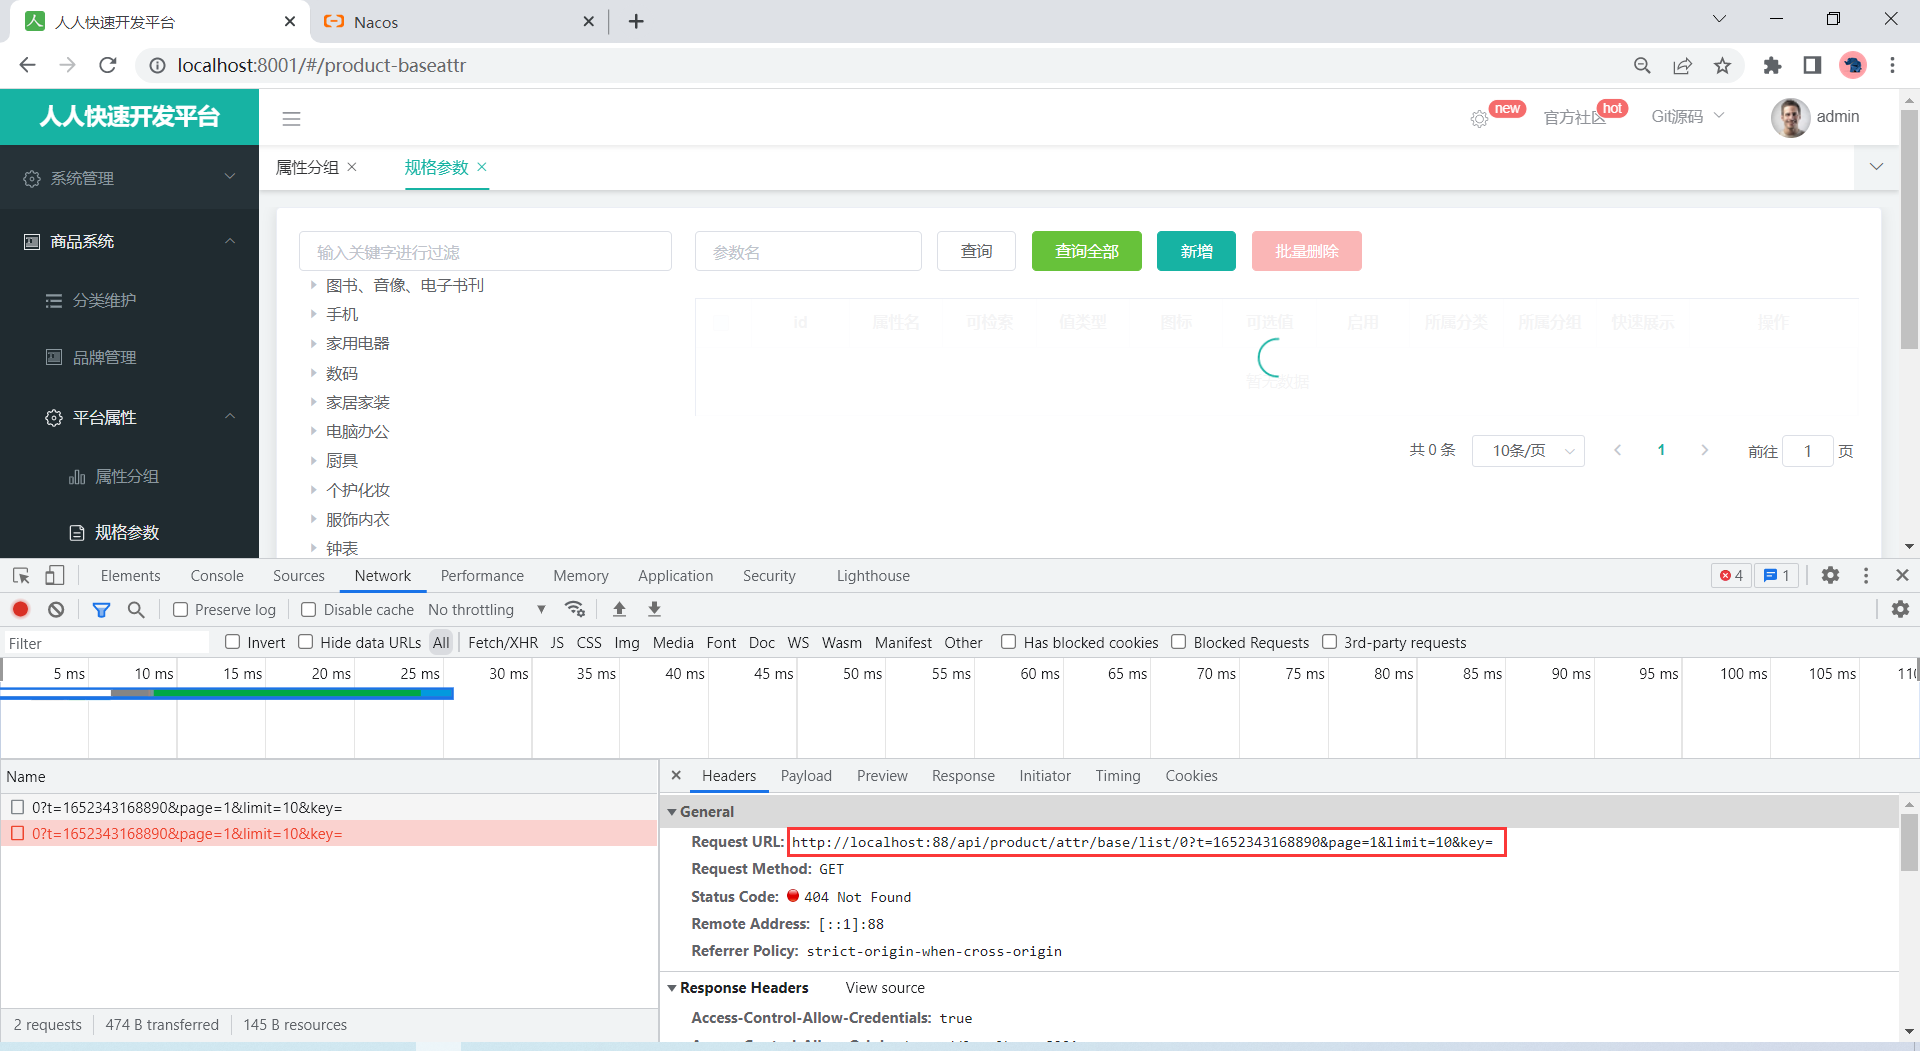 人人快速开发平台
Nacos
localhost:8001/#/product-baseattr
人人快速开发平台
new
官方社区
hot
Git源码
admin
系统管理
商品系统
分类维护
品牌管理
平台属性
属性分组
规格参数
属性分组
规格参数
输入关键字进行过滤
参数名
查询
查询全部
新增
批量删除
图书、音像、电子书刊
手机
家用电器
数码
家居家装
电脑办公
厨具
个护化妆
服饰内衣
钟表
id 属性名 可检索 值类型 图标 可选值 启用 所属分类 所属分组 快速展示 操作
暂无数据
共 0 条 10条/页 1 前往 1 页
Elements Console Sources Network Performance Memory Application Security Lighthouse 4 1
Preserve log Disable cache No throttling
Filter Invert Hide data URLs All Fetch/XHR JS CSS Img Media Font Doc WS Wasm Manifest Other Has blocked cookies Blocked Requests 3rd-party requests
5 ms 10 ms 15 ms 20 ms 25 ms 30 ms 35 ms 40 ms 45 ms 50 ms 55 ms 60 ms 65 ms 70 ms 75 ms 80 ms 85 ms 90 ms 95 ms 100 ms 105 ms
Name
0?t=1652343168890&page=1&limit=10&key=
0?t=1652343168890&page=1&limit=10&key=
2 requests 474 B transferred 145 B resources
Headers Payload Preview Response Initiator Timing Cookies
General
Request URL: http://localhost:88/api/product/attr/base/list/0?t=1652343168890&page=1&limit=10&key=
Request Method: GET
Status Code: 404 Not Found
Remote Address: [::1]:88
Referrer Policy: strict-origin-when-cross-origin
Response Headers View source
Access-Control-Allow-Credentials: true